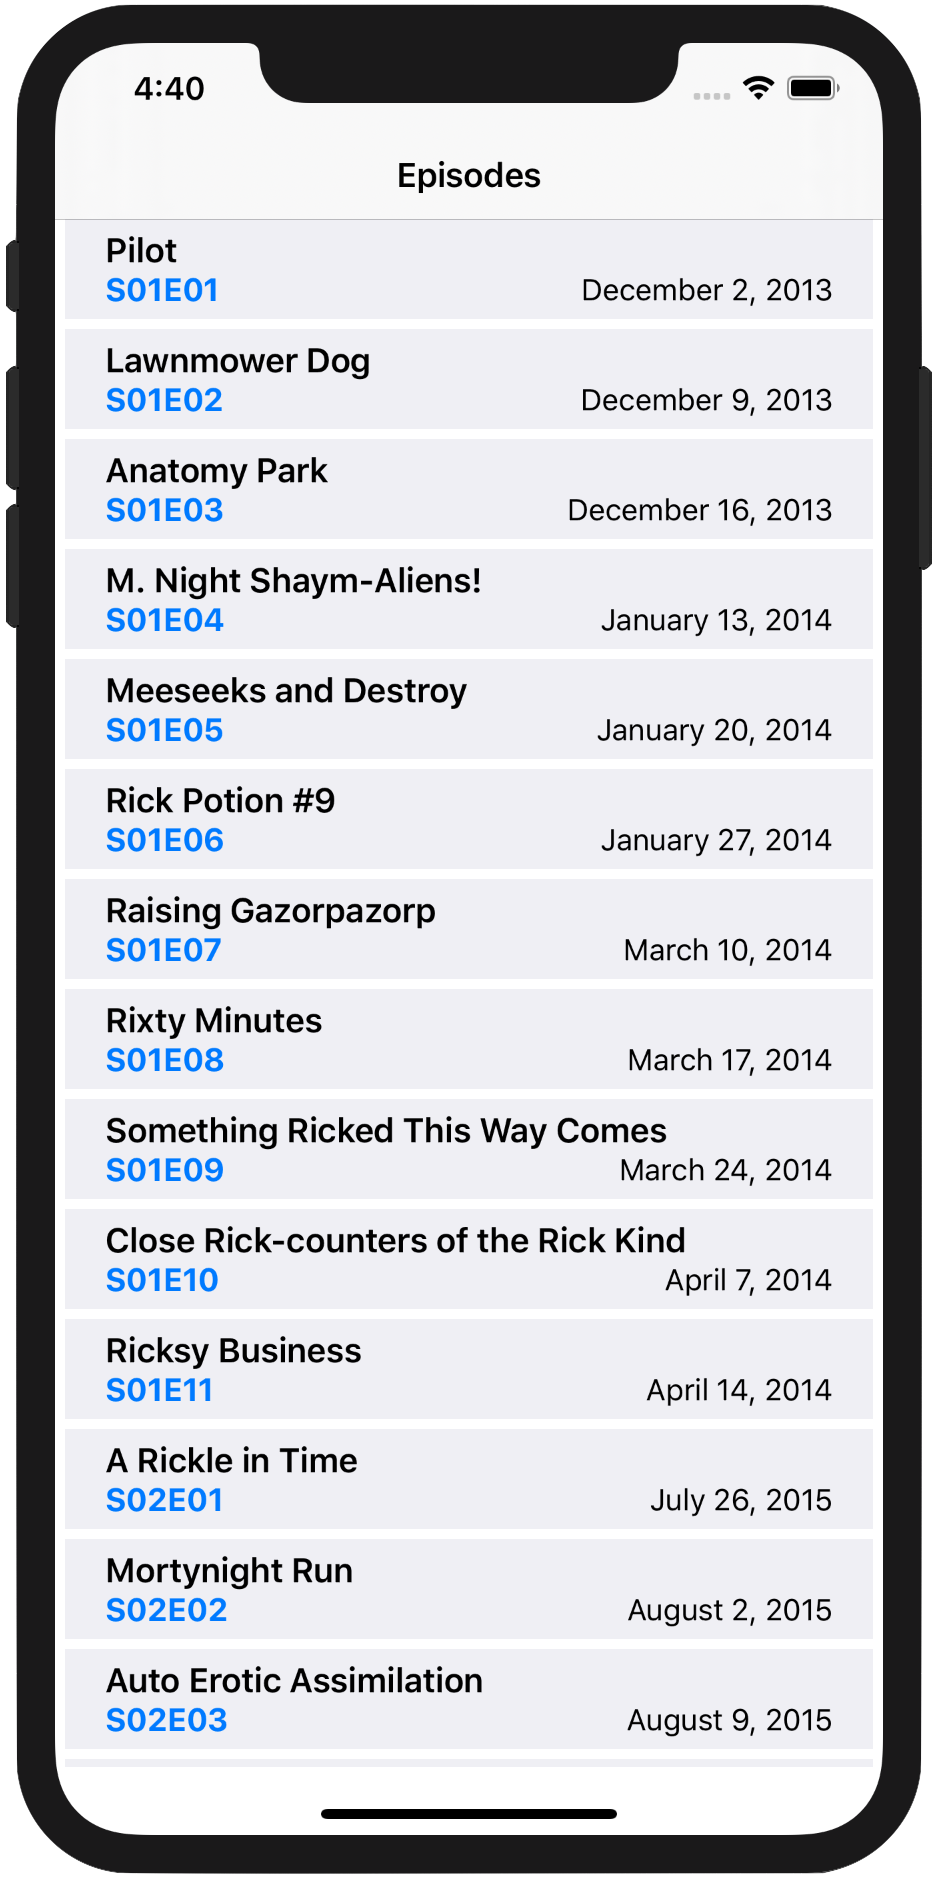 4:40
Episodes
Pilot
S01E01 December 2, 2013
Lawnmower Dog
S01E02 December 9, 2013
Anatomy Park
S01E03 December 16, 2013
M. Night Shaym-Aliens!
S01E04 January 13, 2014
Meeseeks and Destroy
S01E05 January 20, 2014
Rick Potion #9
S01E06 January 27, 2014
Raising Gazorpazorp
S01E07 March 10, 2014
Rixty Minutes
S01E08 March 17, 2014
Something Ricked This Way Comes
S01E09 March 24, 2014
Close Rick-counters of the Rick Kind
S01E10 April 7, 2014
Ricksy Business
S01E11 April 14, 2014
A Rickle in Time
S02E01 July 26, 2015
Mortynight Run
S02E02 August 2, 2015
Auto Erotic Assimilation
S02E03 August 9, 2015